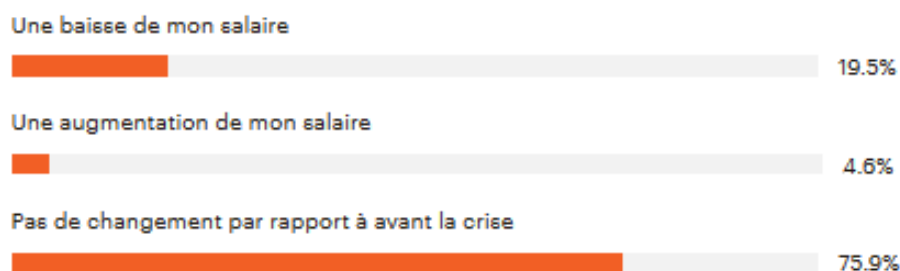 Une baisse de mon salaire
19.5%
Une augmentation de mon salaire
4.6%
Pas de changement par rapport à avant la crise
75.9%